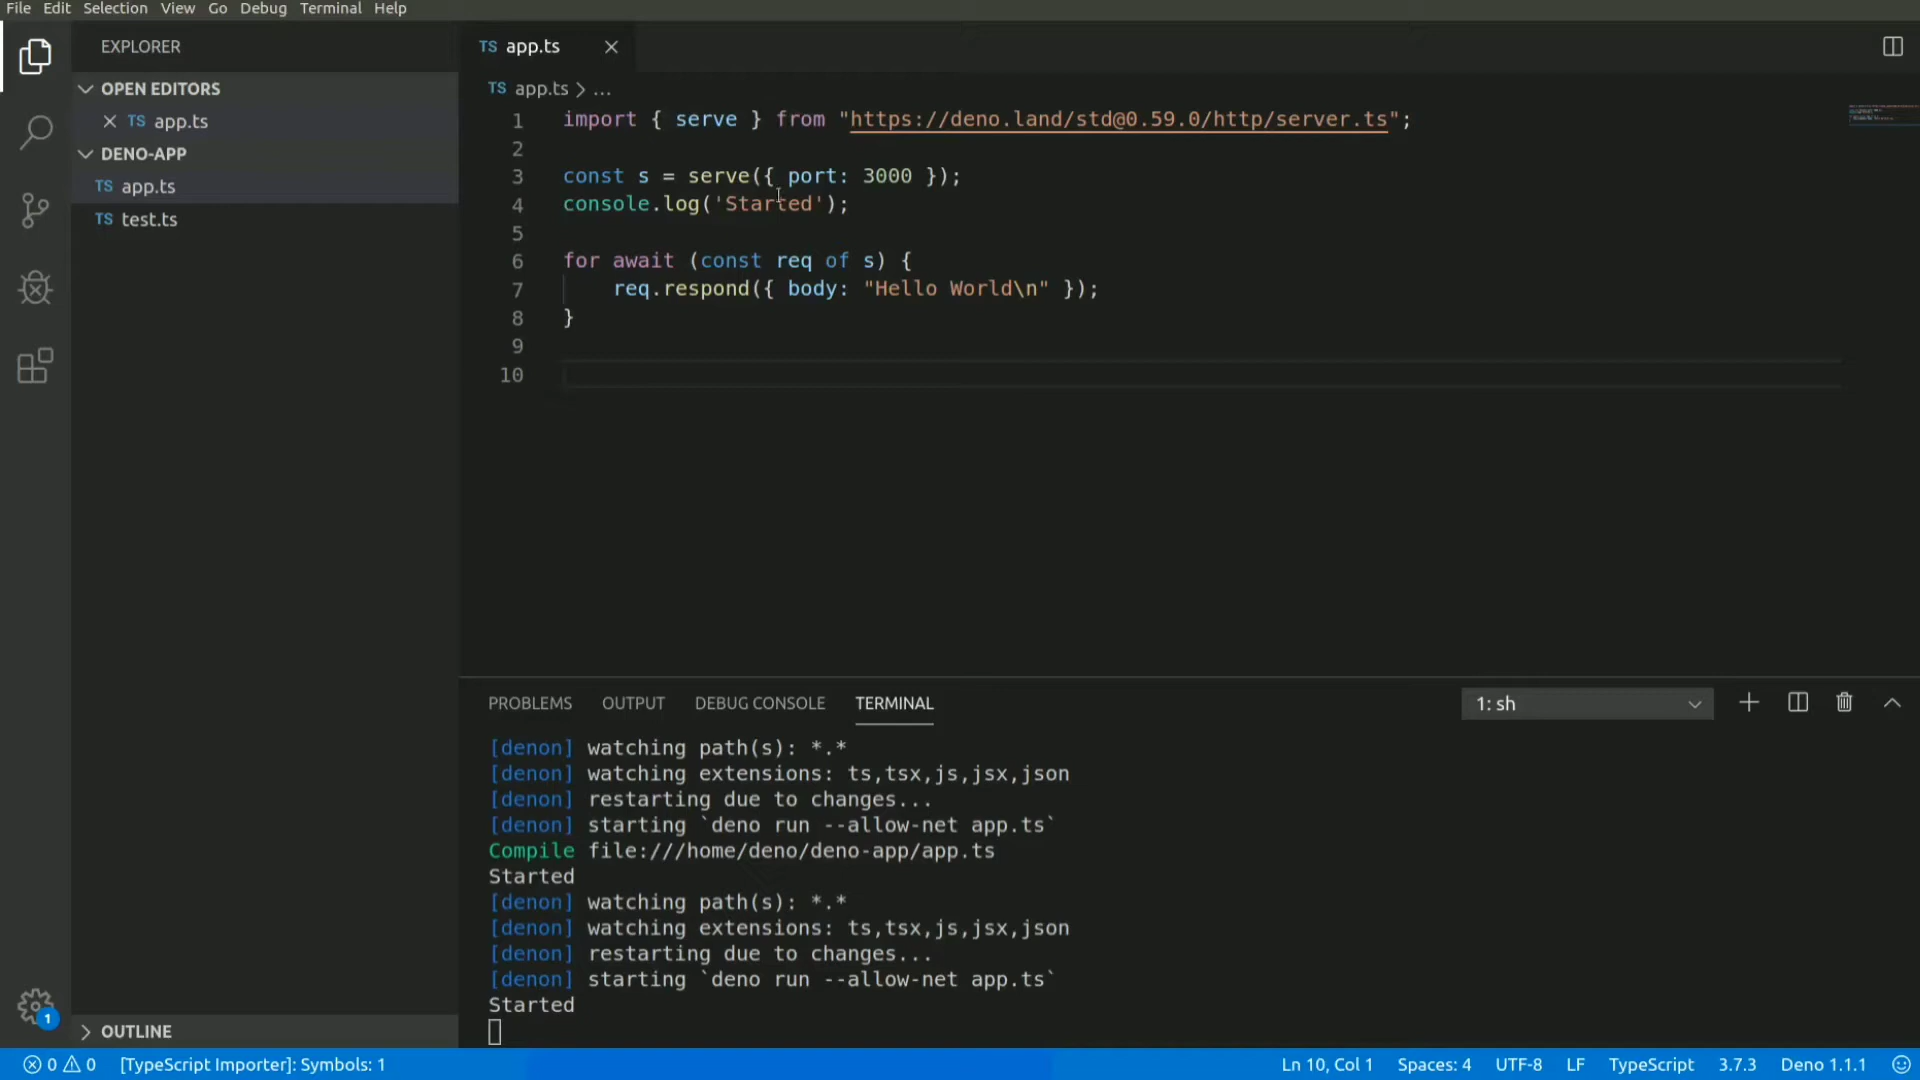 File Edit Selection View Go Debug Terminal Help
EXPLORER
OPEN EDITORS
TS app.ts
DENO-APP
TS app.ts
TS test.ts
OUTLINE
1
TS app.ts
TS app.ts > ...
1 import { serve } from "https://deno.land/std@0.59.0/http/server.ts";
2
3 const s = serve({ port: 3000 });
4 console.log('Started');
5
6 for await (const req of s) {
7 req.respond({ body: "Hello World\n" });
8 }
9
10
PROBLEMS OUTPUT DEBUG CONSOLE TERMINAL 1: sh
[denon] watching path(s): *.*
[denon] watching extensions: ts,tsx,js,jsx,json
[denon] restarting due to changes...
[denon] starting `deno run --allow-net app.ts`
Compile file:///home/deno/deno-app/app.ts
Started
[denon] watching path(s): *.*
[denon] watching extensions: ts,tsx,js,jsx,json
[denon] restarting due to changes...
[denon] starting `deno run --allow-net app.ts`
Started
0 0 [TypeScript Importer]: Symbols: 1 Ln 10, Col 1 Spaces: 4 UTF-8 LF TypeScript 3.7.3 Deno 1.1.1